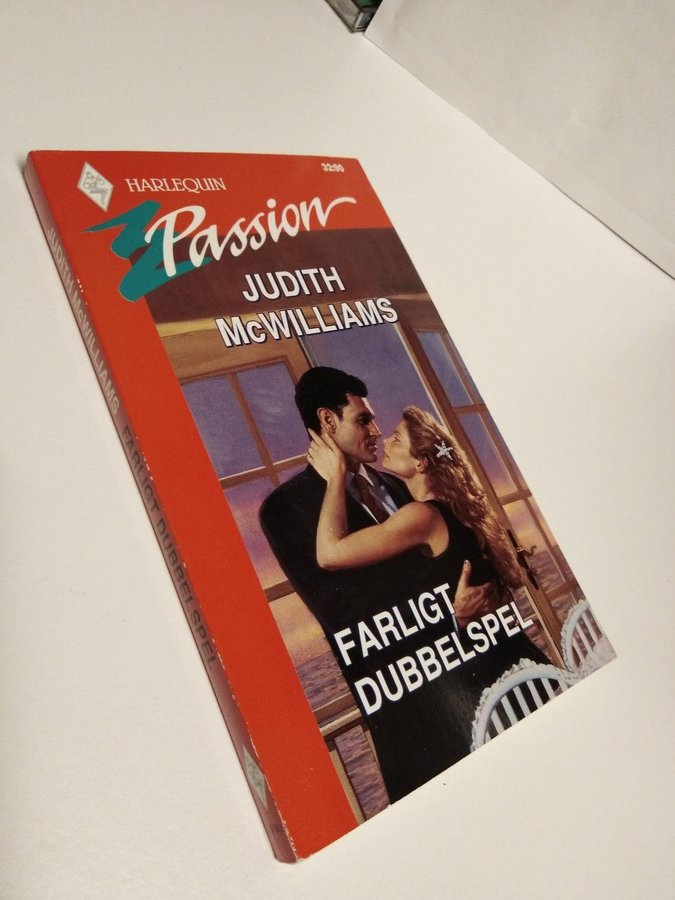 HARLEQUIN
32:90
Passion
JUDITH
McWILLIAMS
FARLIGT
DUBBELSPEL
JUDITH McWILLIAMS FARLIGT DUBBELSPEL